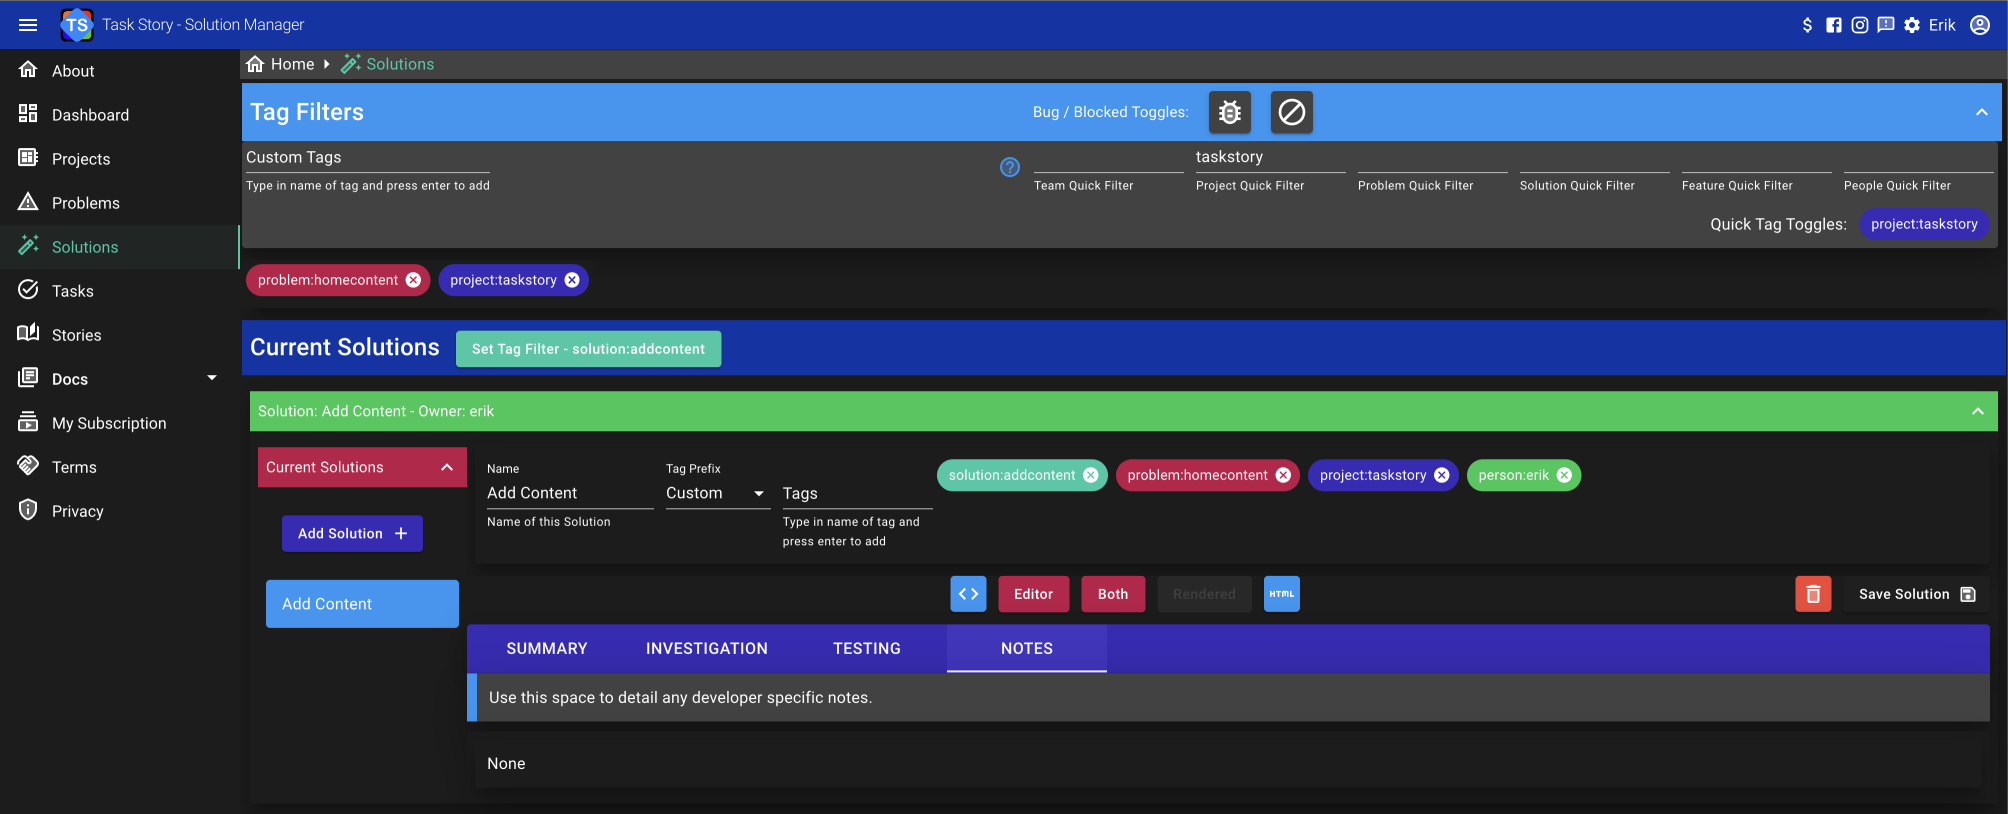 TS Task Story - Solution Manager
$ Erik
About
Dashboard
Projects
Problems
Solutions
Tasks
Stories
Docs
My Subscription
Terms
Privacy
Home Solutions
Tag Filters
Bug / Blocked Toggles:
Custom Tags
Type in name of tag and press enter to add
?
Team Quick Filter
taskstory
Project Quick Filter
Problem Quick Filter
Solution Quick Filter
Feature Quick Filter
People Quick Filter
Quick Tag Toggles: project:taskstory
problem:homecontent project:taskstory
Current Solutions Set Tag Filter - solution:addcontent
Solution: Add Content - Owner: erik
Current Solutions
Add Solution +
Add Content
Name
Add Content
Name of this Solution
Tag Prefix
Custom
Tags
Type in name of tag and
press enter to add
solution:addcontent problem:homecontent project:taskstory person:erik
<> Editor Both Rendered HTML Save Solution
SUMMARY INVESTIGATION TESTING NOTES
Use this space to detail any developer specific notes.
None